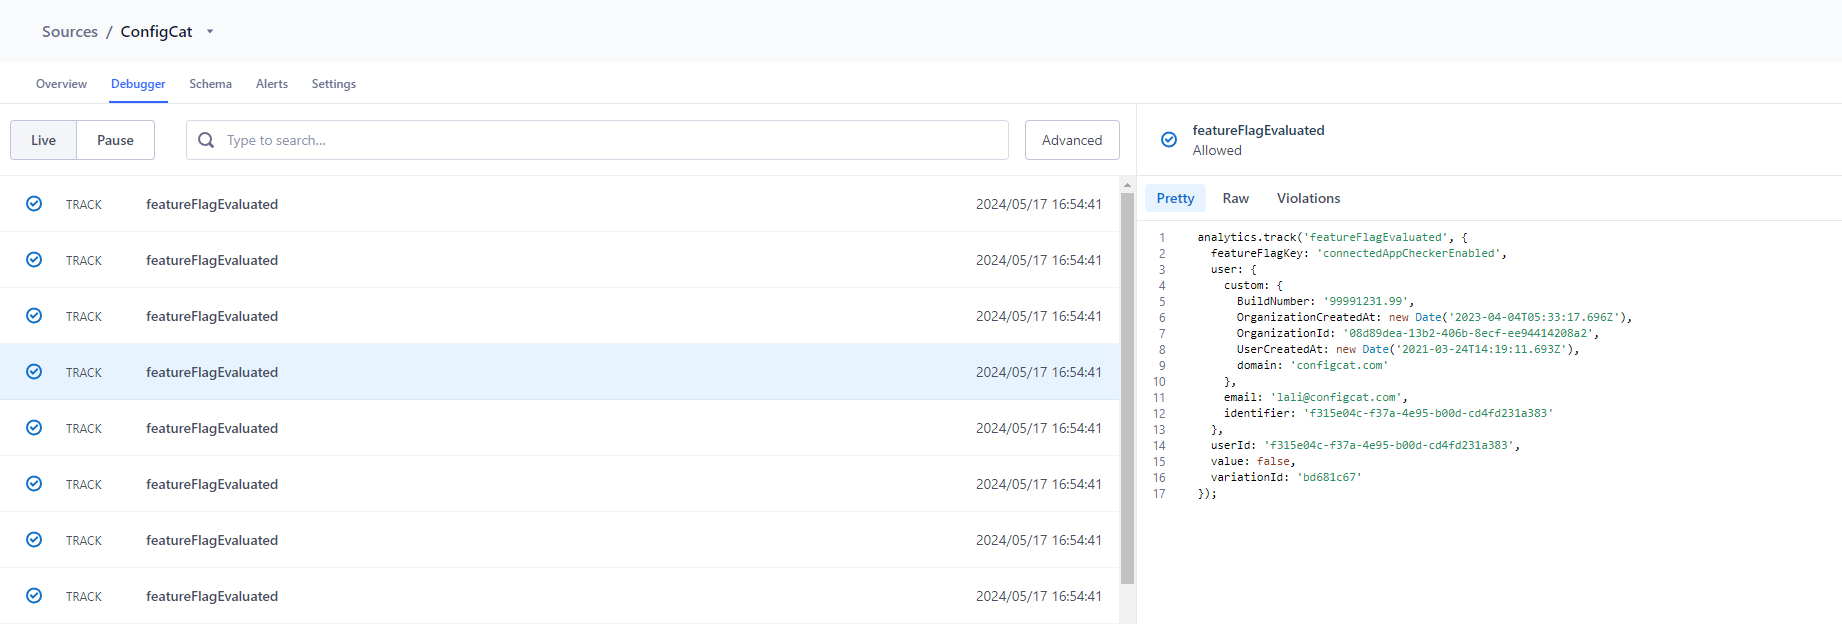 Sources / ConfigCat
Overview Debugger Schema Alerts Settings
Live Pause Type to search... Advanced
TRACK featureFlagEvaluated 2024/05/17 16:54:41
TRACK featureFlagEvaluated 2024/05/17 16:54:41
TRACK featureFlagEvaluated 2024/05/17 16:54:41
TRACK featureFlagEvaluated 2024/05/17 16:54:41
TRACK featureFlagEvaluated 2024/05/17 16:54:41
TRACK featureFlagEvaluated 2024/05/17 16:54:41
TRACK featureFlagEvaluated 2024/05/17 16:54:41
TRACK featureFlagEvaluated 2024/05/17 16:54:41
featureFlagEvaluated
Allowed
Pretty Raw Violations
1 analytics.track('featureFlagEvaluated', {
2 featureFlagKey: 'connectedAppCheckerEnabled',
3 user: {
4 custom: {
5 BuildNumber: '99991231.99',
6 OrganizationCreatedAt: new Date('2023-04-04T05:33:17.696Z'),
7 OrganizationId: '08d89dea-13b2-406b-8ecf-ee94414208a2',
8 UserCreatedAt: new Date('2021-03-24T14:19:11.693Z'),
9 domain: 'configcat.com'
10 },
11 email: 'lali@configcat.com',
12 identifier: 'f315e04c-f37a-4e95-b00d-cd4fd231a383'
13 },
14 userId: 'f315e04c-f37a-4e95-b00d-cd4fd231a383',
15 value: false,
16 variationId: 'bd681c67'
17 });